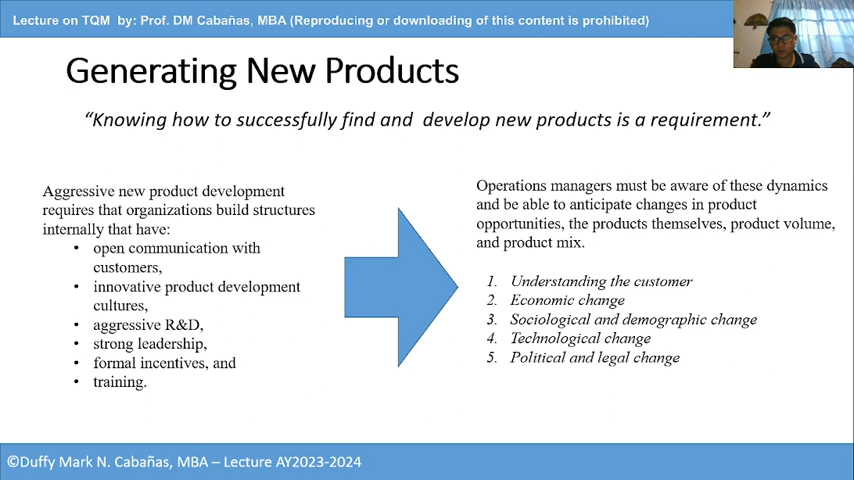 Lecture on TQM by: Prof. DM Cabañas, MBA (Reproducing or downloading of this content is prohibited)
Generating New Products
“Knowing how to successfully find and develop new products is a requirement.”
Aggressive new product development
requires that organizations build structures
internally that have:
• open communication with
customers,
• innovative product development
cultures,
• aggressive R&D,
• strong leadership,
• formal incentives, and
• training.
Operations managers must be aware of these dynamics
and be able to anticipate changes in product
opportunities, the products themselves, product volume,
and product mix.
1. Understanding the customer
2. Economic change
3. Sociological and demographic change
4. Technological change
5. Political and legal change
©Duffy Mark N. Cabañas, MBA – Lecture AY2023-2024